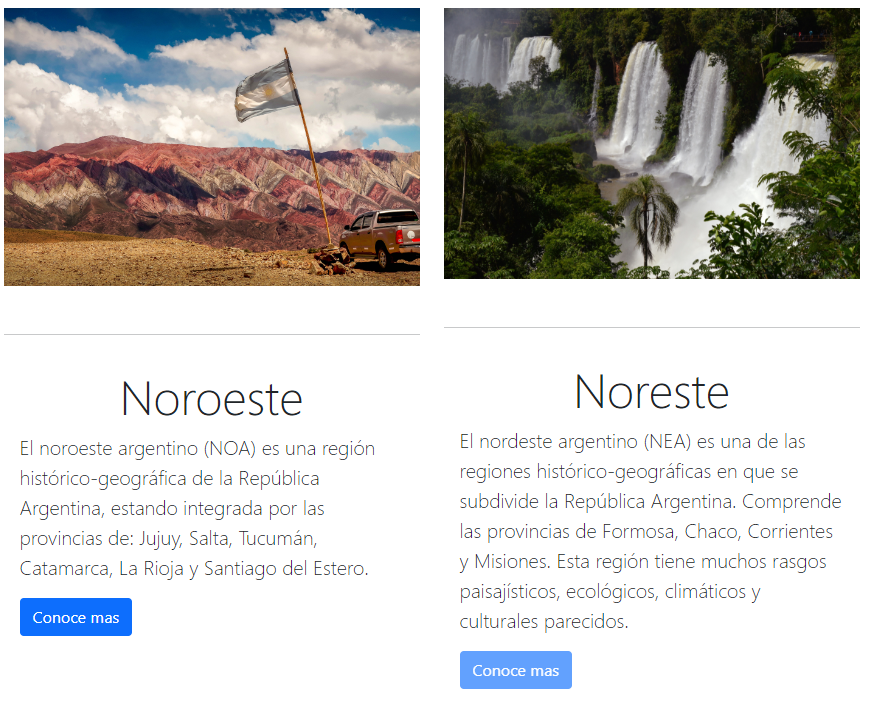 Noroeste
El noroeste argentino (NOA) es una región
histórico-geográfica de la República
Argentina, estando integrada por las
provincias de: Jujuy, Salta, Tucumán,
Catamarca, La Rioja y Santiago del Estero.
Conoce mas
Noreste
El nordeste argentino (NEA) es una de las
regiones histórico-geográficas en que se
subdivide la República Argentina. Comprende
las provincias de Formosa, Chaco, Corrientes
y Misiones. Esta región tiene muchos rasgos
paisajísticos, ecológicos, climáticos y
culturales parecidos.
Conoce mas